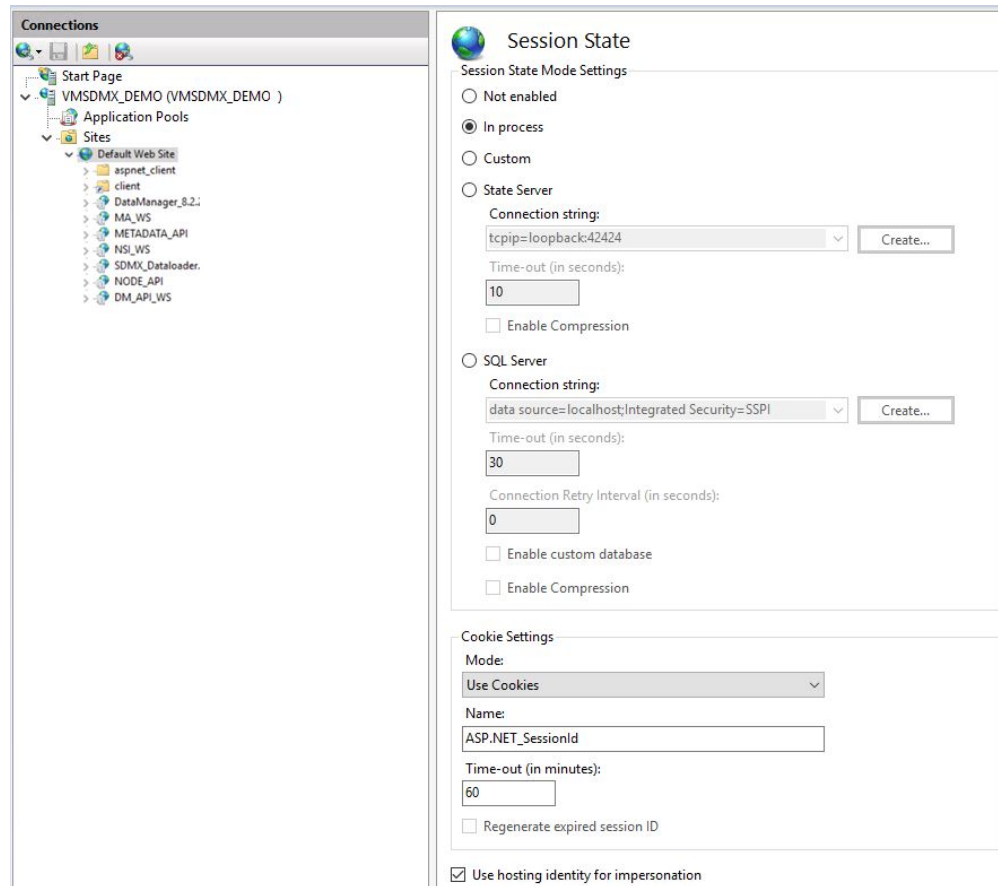 Connections
Start Page
VMSDMX_DEMO (VMSDMX_DEMO )
Application Pools
Sites
Default Web Site
aspnet_client
client
DataManager_8.2.2
MA_WS
METADATA_API
NSI_WS
SDMX_Dataloader.
NODE_API
DM_API_WS
Session State
Session State Mode Settings
Not enabled
In process
Custom
State Server
Connection string:
tcpip=loopback:42424
Create...
Time-out (in seconds):
10
Enable Compression
SQL Server
Connection string:
data source=localhost;Integrated Security=SSPI
Create...
Time-out (in seconds):
30
Connection Retry Interval (in seconds):
0
Enable custom database
Enable Compression
Cookie Settings
Mode:
Use Cookies
Name:
ASP.NET_SessionId
Time-out (in minutes):
60
Regenerate expired session ID
Use hosting identity for impersonation